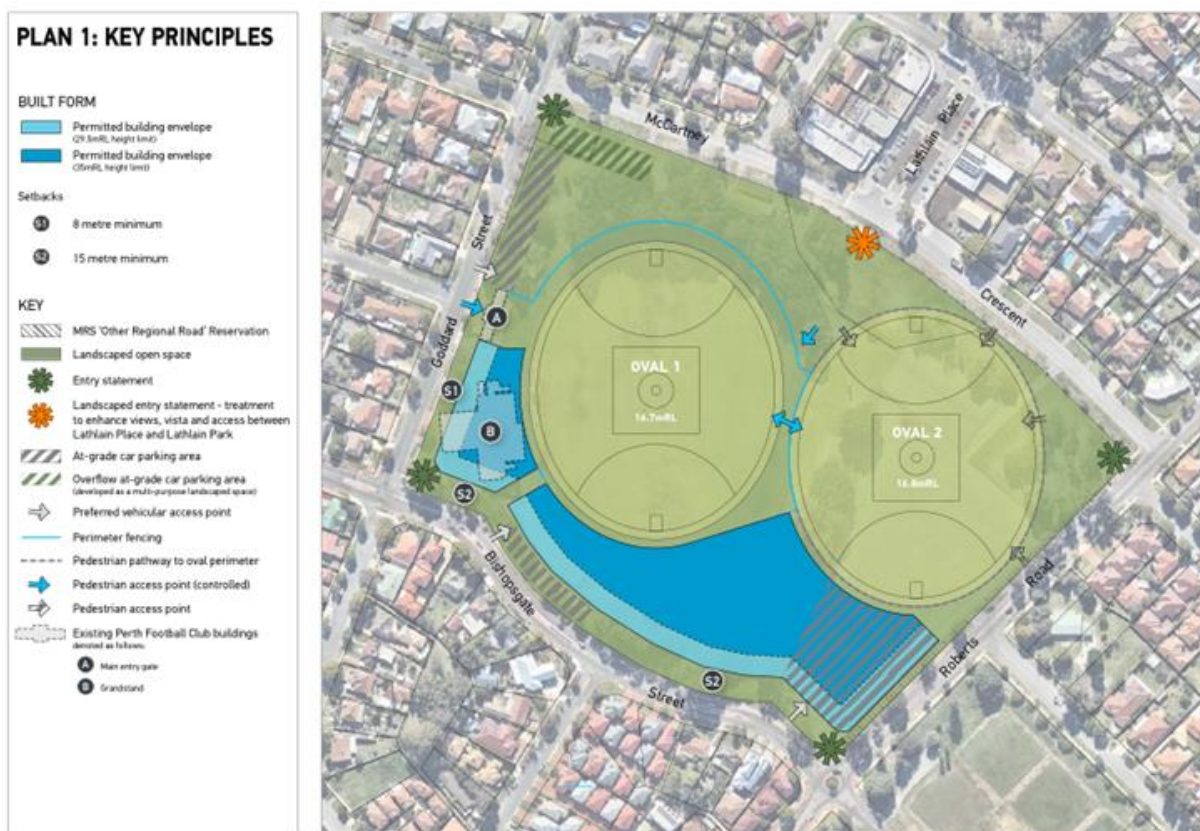 PLAN 1: KEY PRINCIPLES
BUILT FORM
Permitted building envelope
(29.5mRL height limit)
Permitted building envelope
(35mRL height limit)
Setbacks
S1 8 metre minimum
S2 15 metre minimum
KEY
MRS 'Other Regional Road' Reservation
Landscaped open space
Entry statement
Landscaped entry statement - treatment
to enhance views, vista and access between
Lathlain Place and Lathlain Park
At-grade car parking area
Overflow at-grade car parking area
(developed as a multi-purpose landscaped space)
Preferred vehicular access point
Perimeter fencing
Pedestrian pathway to oval perimeter
Pedestrian access point (controlled)
Pedestrian access point
Existing Perth Football Club buildings
denoted as follows:
A Main entry gate
B Grandstand
McCartney
Lathlain Place
Crescent
Goddard Street
A
S1
B
S2
OVAL 1
16.7mRL
OVAL 2
16.8mRL
Bishopsgate
S2
Street
Roberts Road